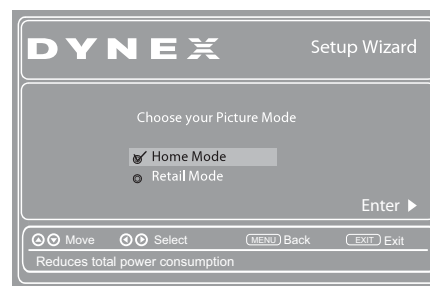 DYNEX
Setup Wizard
Choose your Picture Mode
Home Mode
Retail Mode
Enter
Move Select MENU Back EXIT Exit
Reduces total power consumption